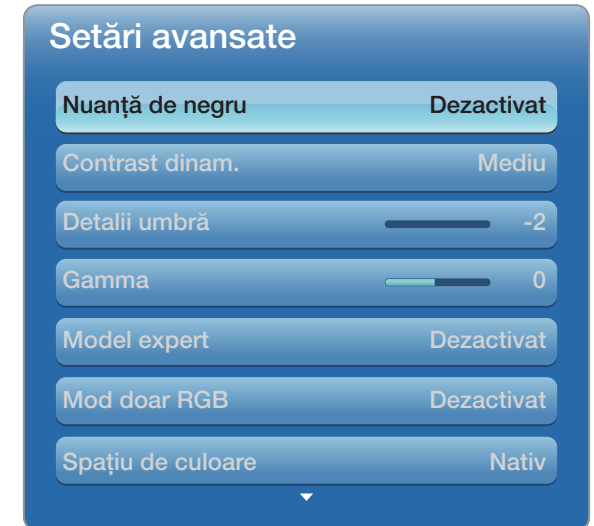 Setări avansate
Nuanță de negru Dezactivat
Contrast dinam. Mediu
Detalii umbră -2
Gamma 0
Model expert Dezactivat
Mod doar RGB Dezactivat
Spațiu de culoare Nativ